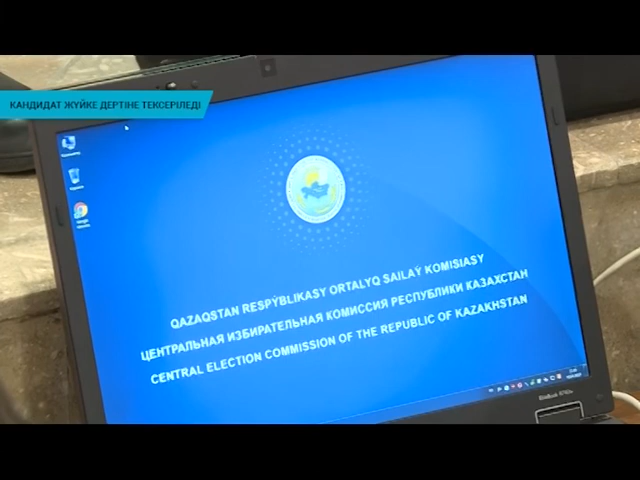 КАНДИДАТ ЖҮЙКЕ ДЕРТІНЕ ТЕКСЕРІЛЕДІ
QAZAQSTAN RESPÝBLIKASY ORTALYQ SAILAÝ KOMISIASY
ЦЕНТРАЛЬНАЯ ИЗБИРАТЕЛЬНАЯ КОМИССИЯ РЕСПУБЛИКИ КАЗАХСТАН
CENTRAL ELECTION COMMISSION OF THE REPUBLIC OF KAZAKHSTAN